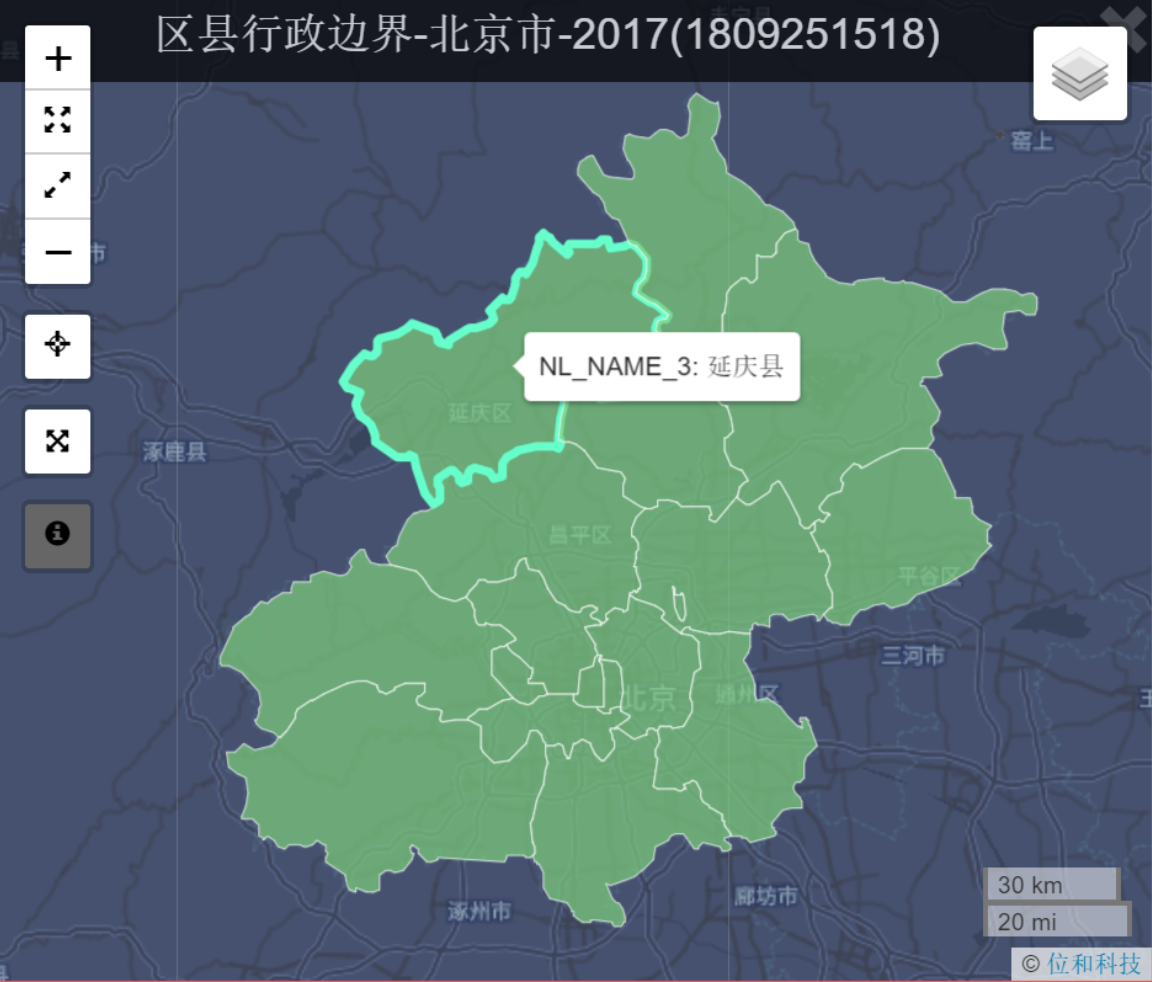 区县行政边界-北京市-2017(1809251518)
窑上
市
NL_NAME_3: 延庆县
延庆区
涿鹿县
昌平区
平谷区
三河市
北京
通州区
廊坊市
涿州市
30 km
20 mi
© 位和科技